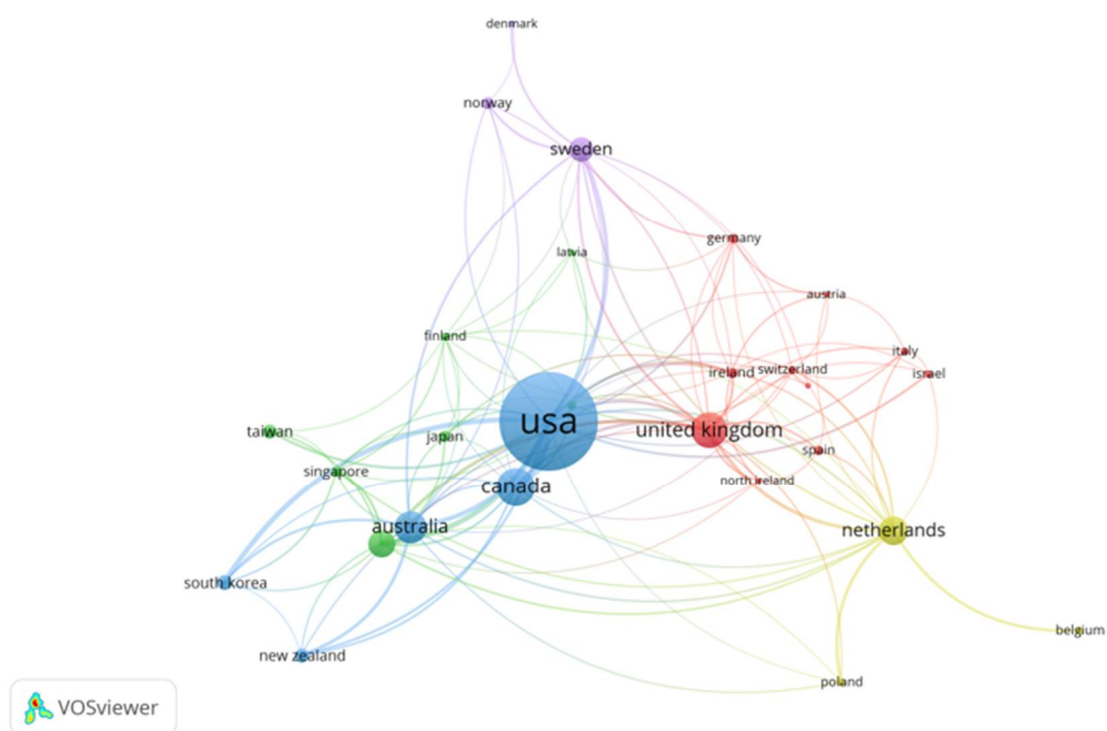 denmark
norway
sweden
germany
latvia
austria
finland
italy
ireland
switzerland
israel
usa
united kingdom
taiwan
japan
spain
singapore
north ireland
canada
australia
netherlands
south korea
belgium
new zealand
poland
VOSviewer